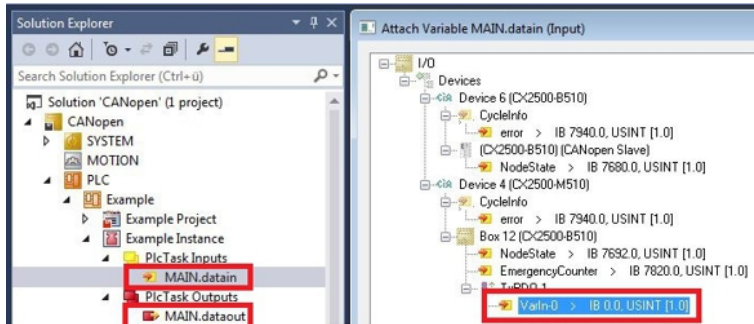 Solution Explorer
Search Solution Explorer (Ctrl+ü)
Solution 'CANopen' (1 project)
CANopen
SYSTEM
MOTION
PLC
Example
Example Project
Example Instance
PlcTask Inputs
MAIN.datain
PlcTask Outputs
MAIN.dataout
Attach Variable MAIN.datain (Input)
I/O
Devices
Device 6 (CX2500-B510)
CycleInfo
error > IB 7940.0, USINT [1.0]
(CX2500-B510) (CANopen Slave)
NodeState > IB 7680.0, USINT [1.0]
Device 4 (CX2500-M510)
CycleInfo
error > IB 7940.0, USINT [1.0]
Box 12 (CX2500-B510)
NodeState > IB 7692.0, USINT [1.0]
EmergencyCounter > IB 7820.0, USINT [1.0]
TxPDO 1
VarIn-0 > IB 0.0, USINT [1.0]